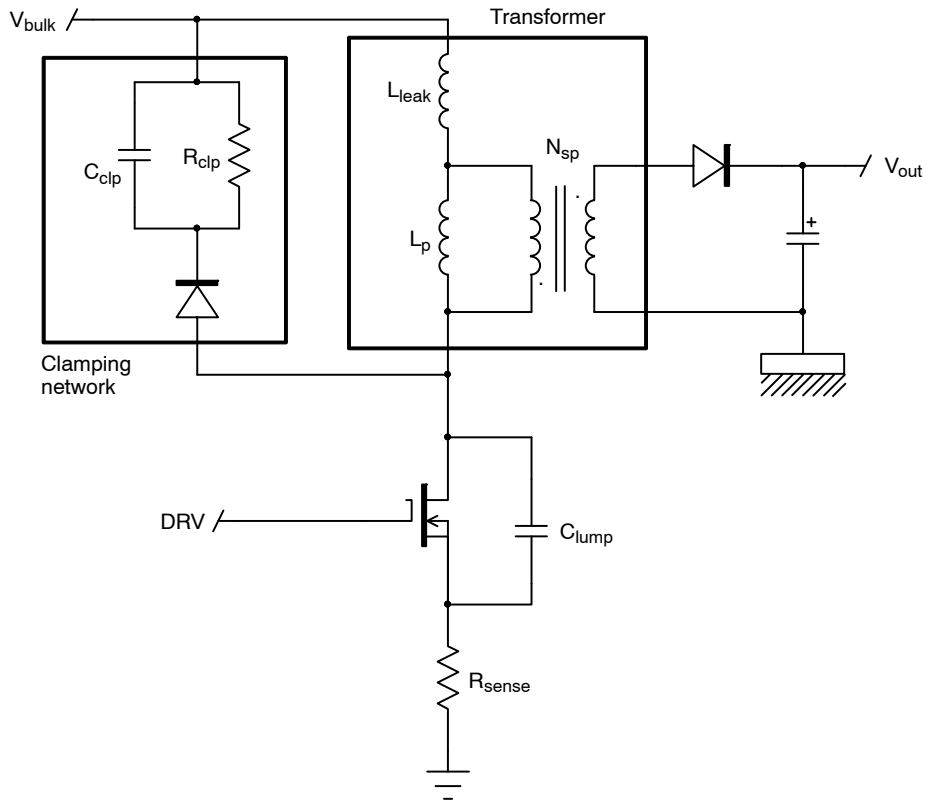 Transformer
Vbulk
Lleak
Nsp
Cclp
Rclp
Vout
+
Lp
Clamping
network
DRV
Clump
Rsense